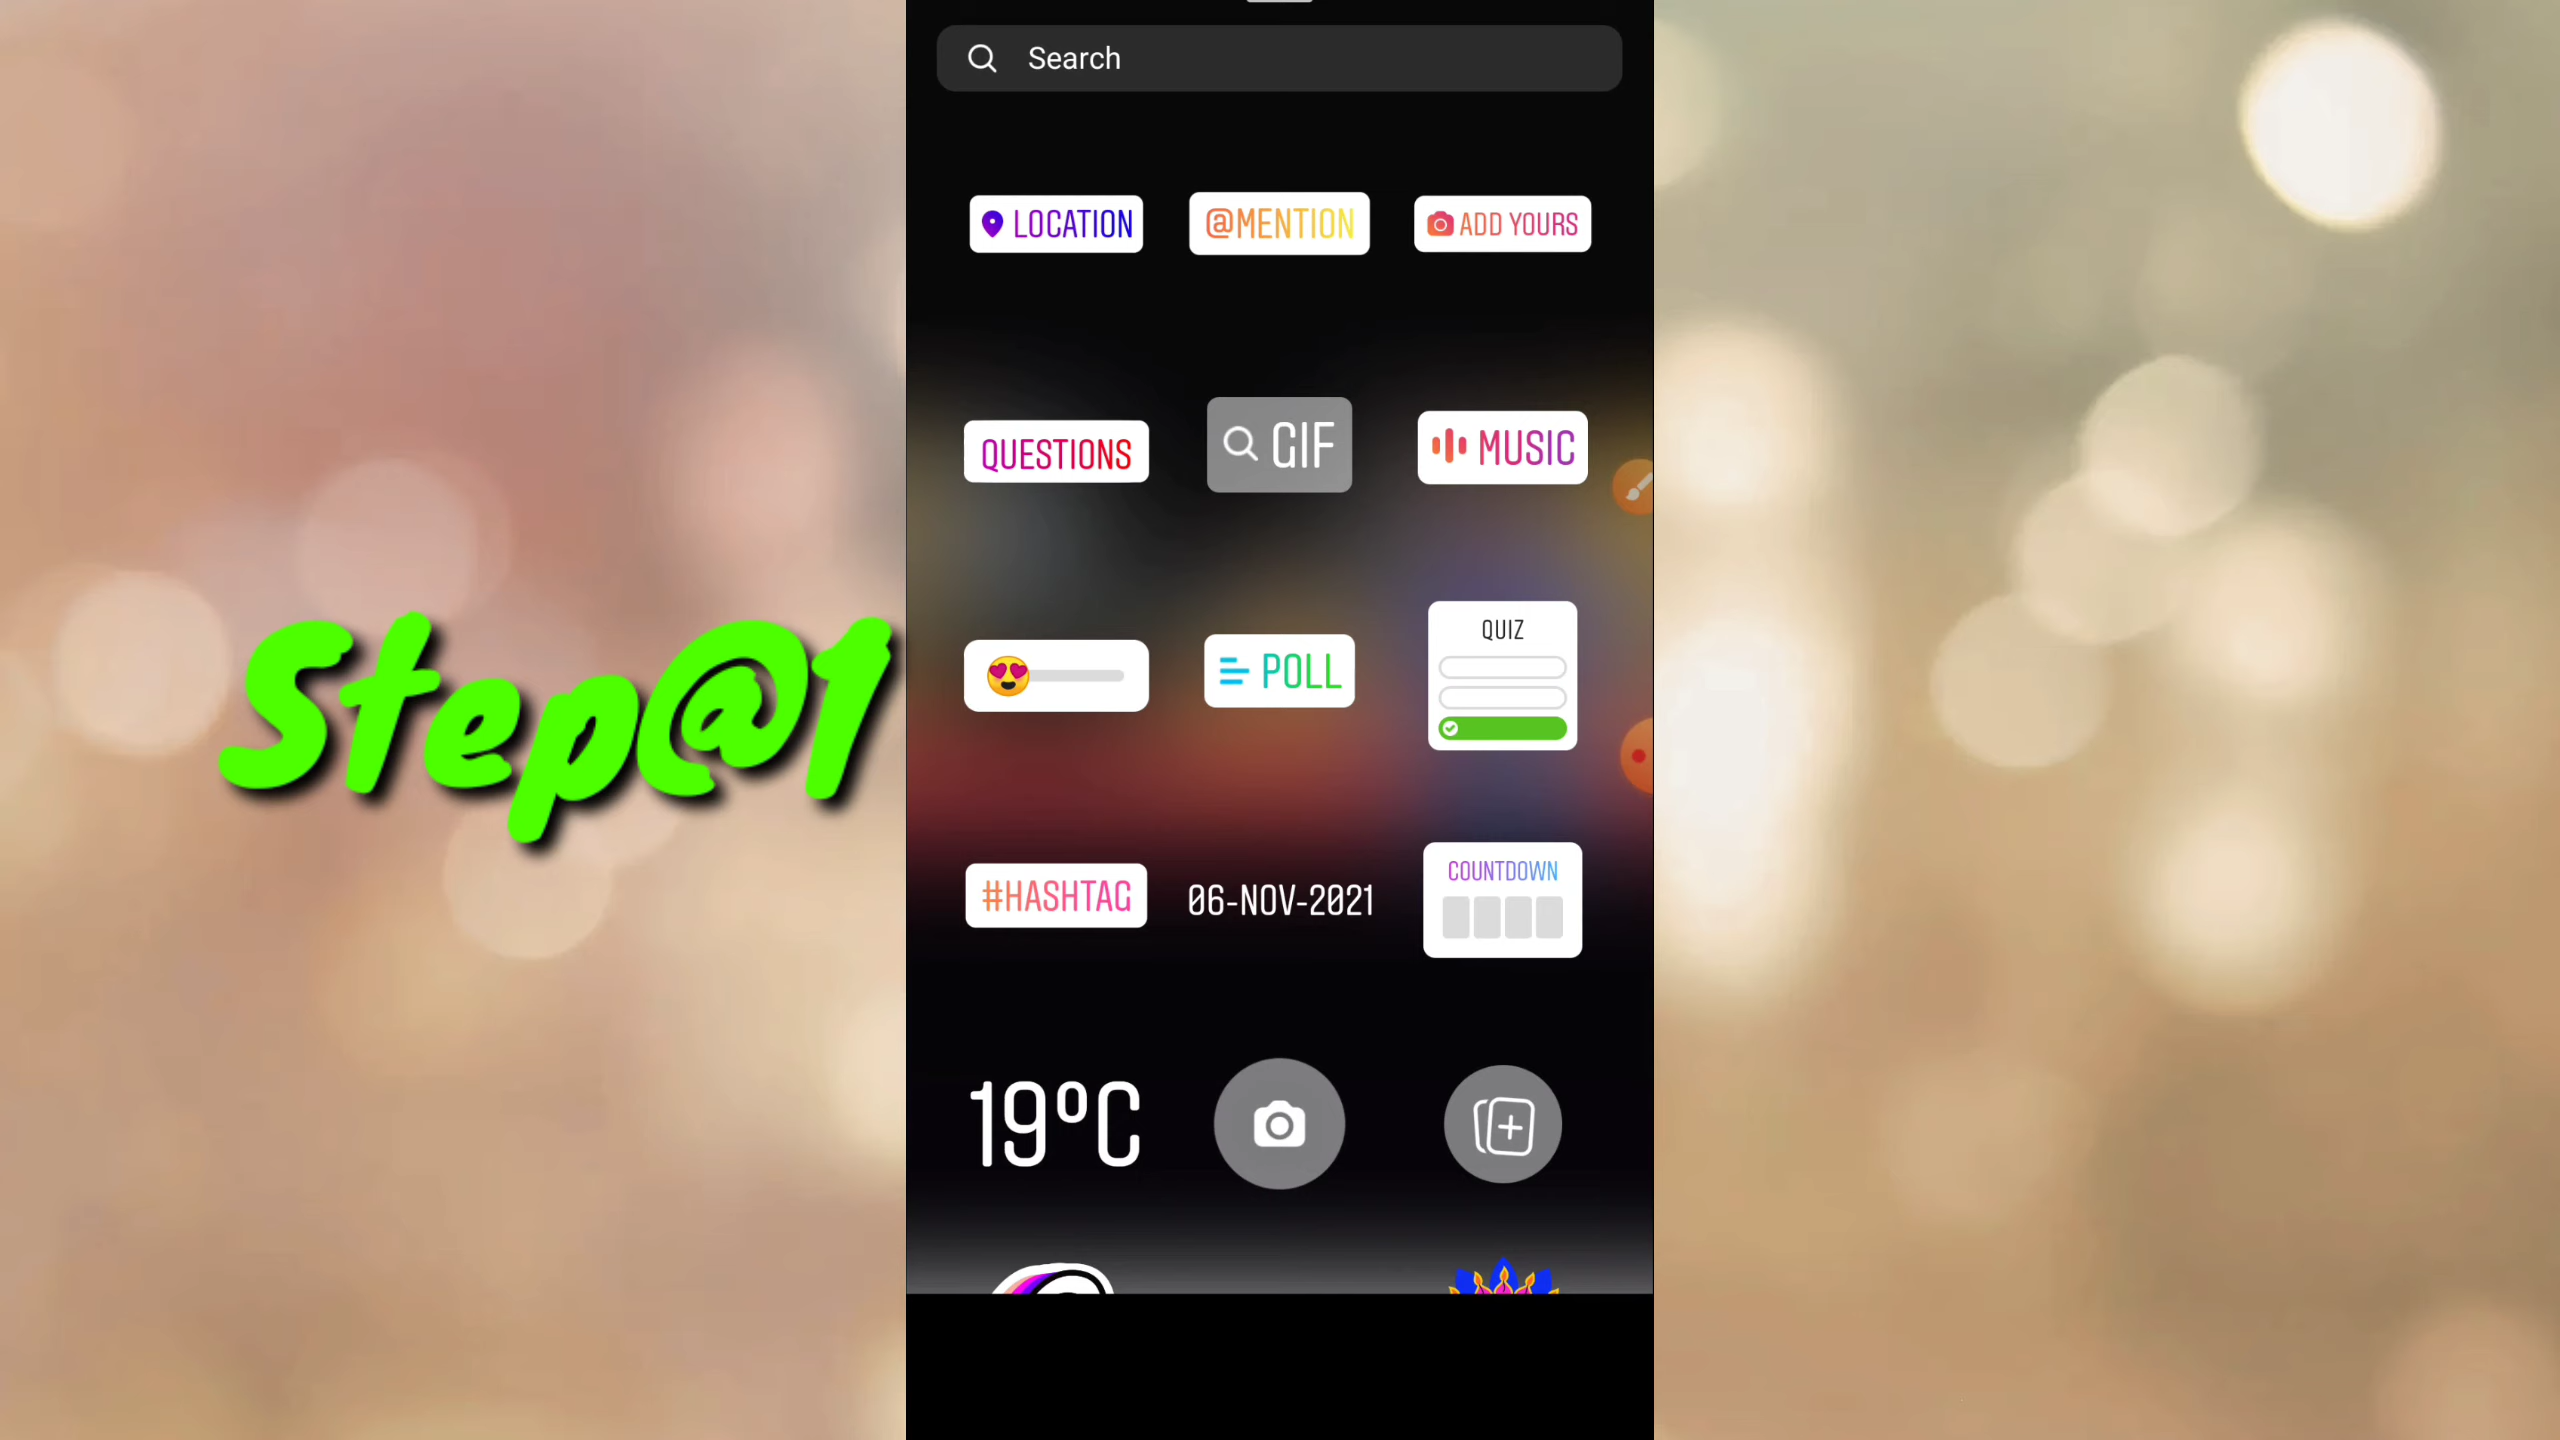 Search
LOCATION
@MENTION
ADD YOURS
QUESTIONS
GIF
MUSIC
Step@1
POLL
QUIZ
#HASHTAG
06-NOV-2021
COUNTDOWN
19°C